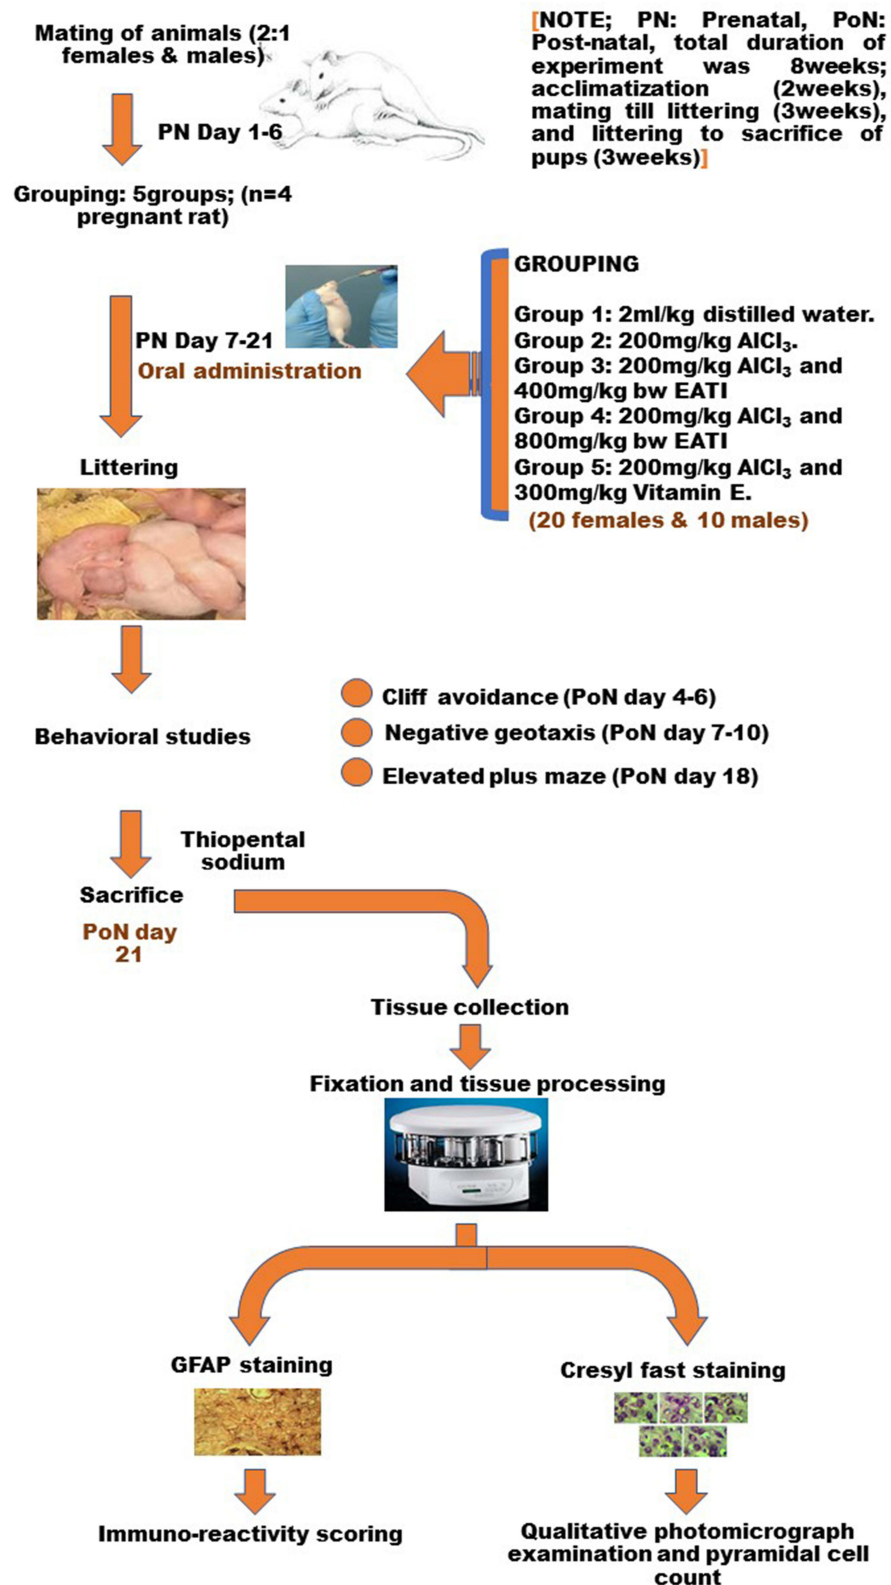 Mating of animals (2:1
females & males)
PN Day 1-6
[NOTE; PN: Prenatal, PoN:
Post-natal, total duration of
experiment was 8weeks;
acclimatization (2weeks),
mating till littering (3weeks),
and littering to sacrifice of
pups (3weeks)]
Grouping: 5groups; (n=4
pregnant rat)
PN Day 7-21
Oral administration
GROUPING
Group 1: 2ml/kg distilled water.
Group 2: 200mg/kg AlCl₃.
Group 3: 200mg/kg AlCl₃ and
400mg/kg bw EATI
Group 4: 200mg/kg AlCl₃ and
800mg/kg bw EATI
Group 5: 200mg/kg AlCl₃ and
300mg/kg Vitamin E.
(20 females & 10 males)
Littering
Behavioral studies
Cliff avoidance (PoN day 4-6)
Negative geotaxis (PoN day 7-10)
Elevated plus maze (PoN day 18)
Thiopental
sodium
Sacrifice
PoN day
21
Tissue collection
Fixation and tissue processing
GFAP staining
Cresyl fast staining
Immuno-reactivity scoring
Qualitative photomicrograph
examination and pyramidal cell
count